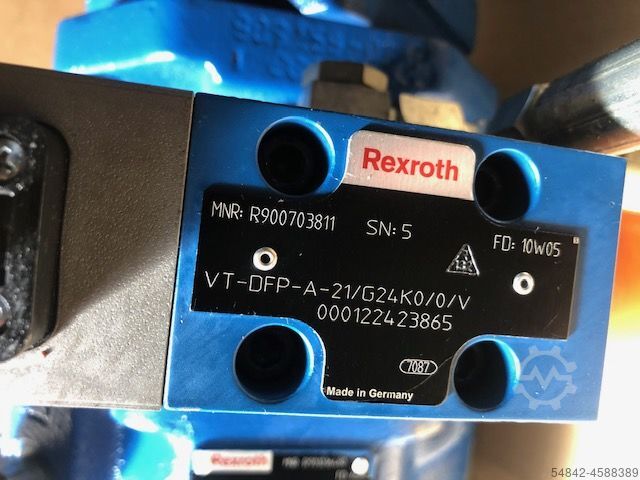 Rexroth
MNR: R900703811 SN: 5 FD: 10W05
VT-DFP-A-21/G24K0/0/V
000122423865
7087
Made in Germany
Rexroth
54842-4588389